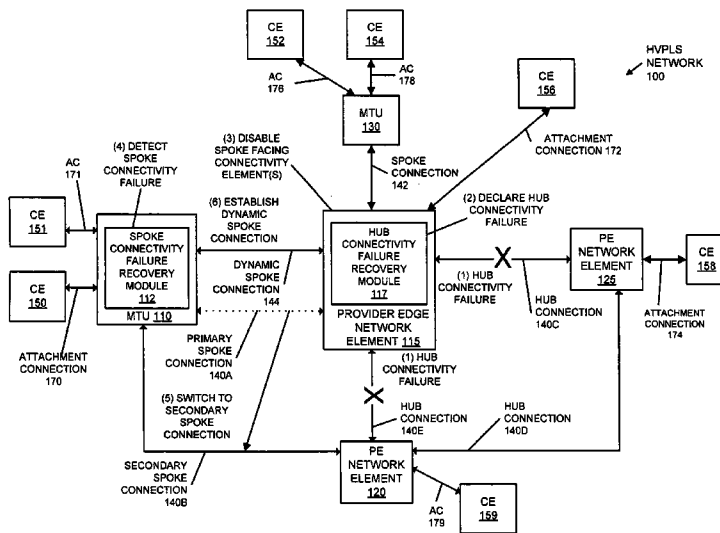 CE
152
CE
154
HVPLS
NETWORK
100
AC
176
AC
178
CE
156
MTU
130
ATTACHMENT
CONNECTION 172
(4) DETECT
SPOKE
CONNECTIVITY
FAILURE
(3) DISABLE
SPOKE FACING
CONNECTIVITY
ELEMENT(S)
SPOKE
CONNECTION
142
AC
171
(6) ESTABLISH
DYNAMIC
SPOKE
CONNECTION
(2) DECLARE HUB
CONNECTIVITY
FAILURE
CE
151
SPOKE
CONNECTIVITY
FAILURE
RECOVERY
MODULE
112
MTU 110
HUB
CONNECTIVITY
FAILURE
RECOVERY
MODULE
117
PROVIDER EDGE
NETWORK
ELEMENT 115
PE
NETWORK
ELEMENT
125
CE
158
CE
150
DYNAMIC
SPOKE
CONNECTION
144
(1) HUB
CONNECTIVITY
FAILURE
HUB
CONNECTION
140C
ATTACHMENT
CONNECTION
174
ATTACHMENT
CONNECTION
170
PRIMARY
SPOKE
CONNECTION
140A
(1) HUB
CONNECTIVITY
FAILURE
(5) SWITCH TO
SECONDARY
SPOKE
CONNECTION
HUB
CONNECTION
140E
HUB
CONNECTION
140D
SECONDARY
SPOKE
CONNECTION
140B
PE
NETWORK
ELEMENT
120
AC
179
CE
159